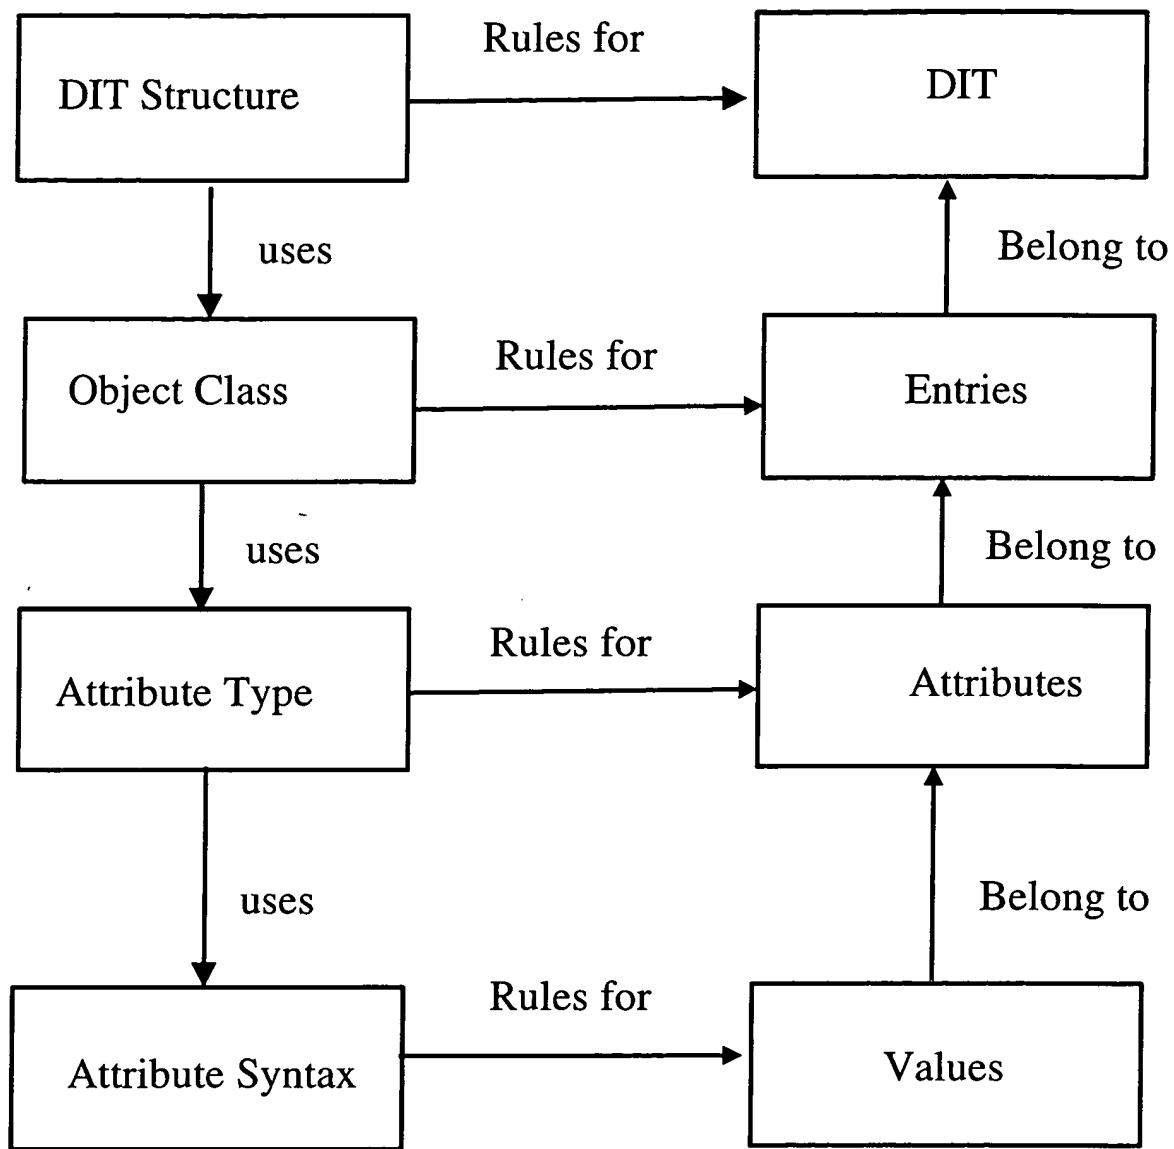 Rules for
DIT Structure
DIT
uses
Belong to
Rules for
Object Class
Entries
uses
Belong to
Rules for
Attribute Type
Attributes
uses
Belong to
Rules for
Attribute Syntax
Values